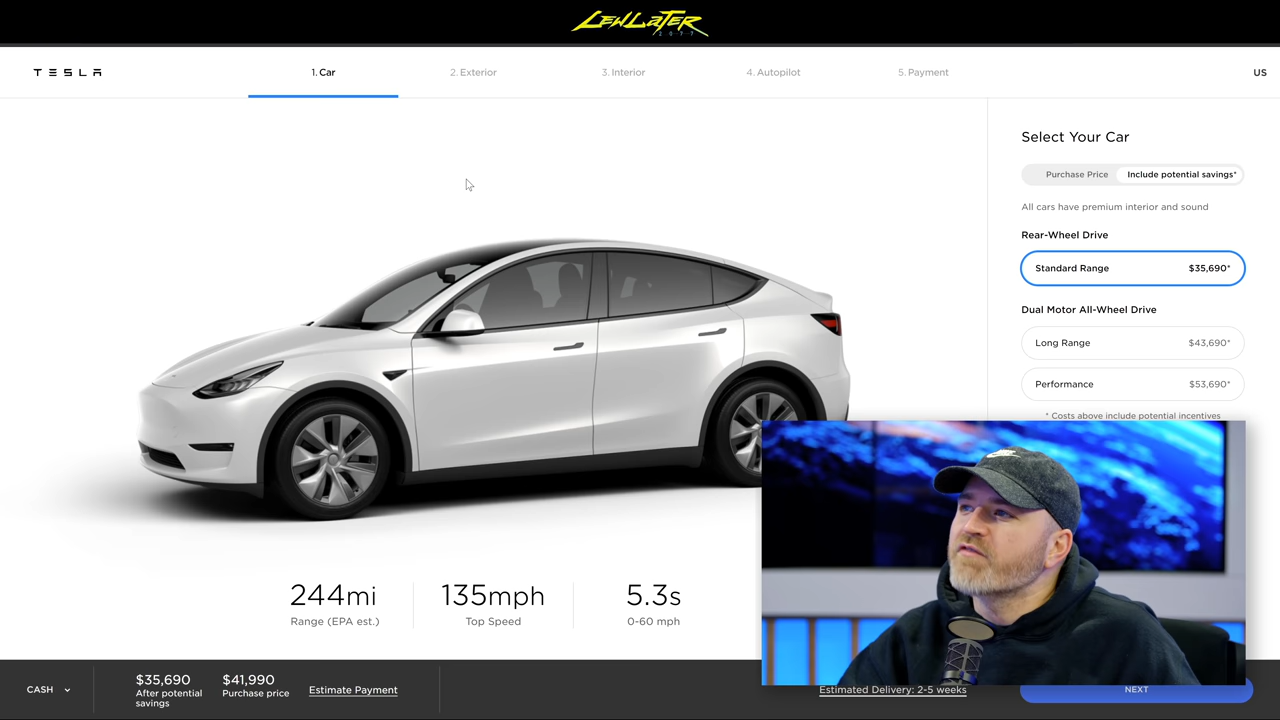 LEWLATER
2077
TESLA
1. Car
2. Exterior
3. Interior
4. Autopilot
5. Payment
US
Select Your Car
Purchase Price
Include potential savings*
All cars have premium interior and sound
Rear-Wheel Drive
Standard Range $35,690*
Dual Motor All-Wheel Drive
Long Range $43,690*
Performance $53,690*
* Costs above include potential incentives
244mi
Range (EPA est.)
135mph
Top Speed
5.3s
0-60 mph
CASH
$35,690
After potential
savings
$41,990
Purchase price
Estimate Payment
Estimated Delivery: 2-5 weeks
NEXT